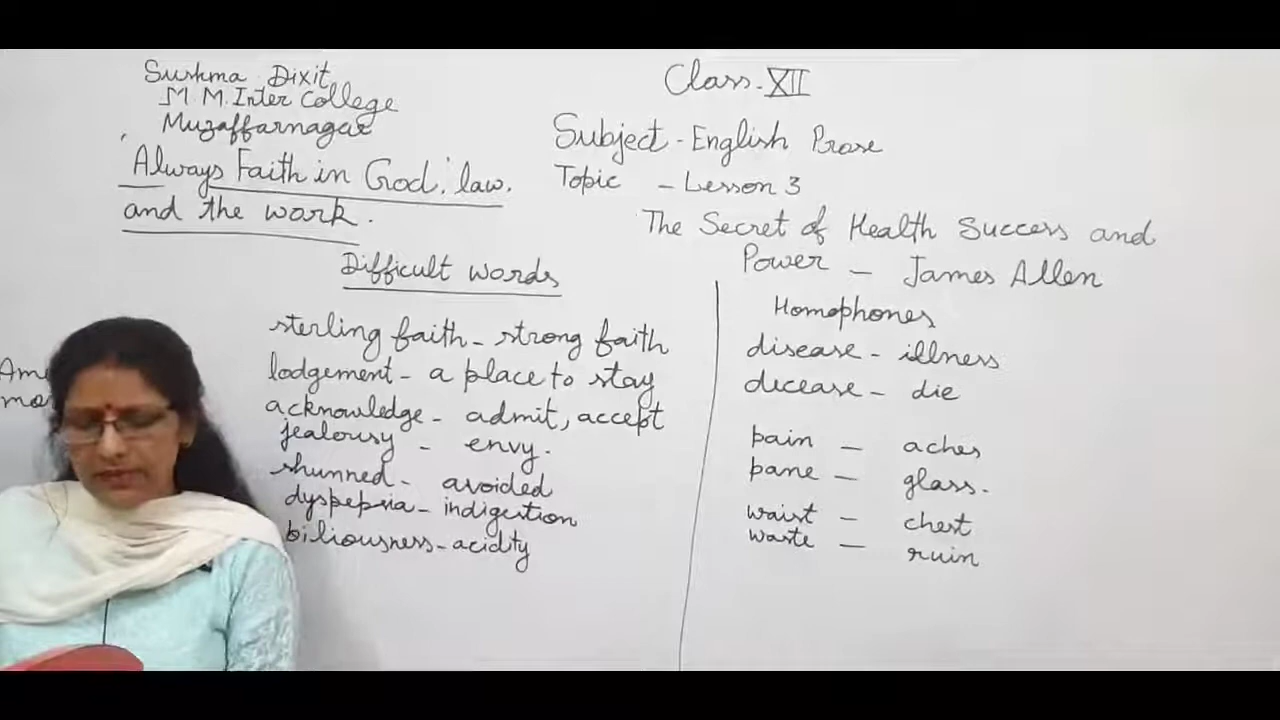 Sushma Dixit
M. M. Inter College
Muzaffarnagar
Always Faith in God, law,
and the work.
Difficult words
sterling faith - strong faith
lodgement - a place to stay
acknowledge - admit, accept
jealousy - envy.
shunned - avoided
dyspepsia - indigestion
biliousness - acidity
Class - XII
Subject - English Prose
Topic - Lesson 3
The Secret of Health Success and
Power - James Allen
Homophones
disease - illness
decease - die
pain - aches
pane - glass.
waist - chest
waste - ruin